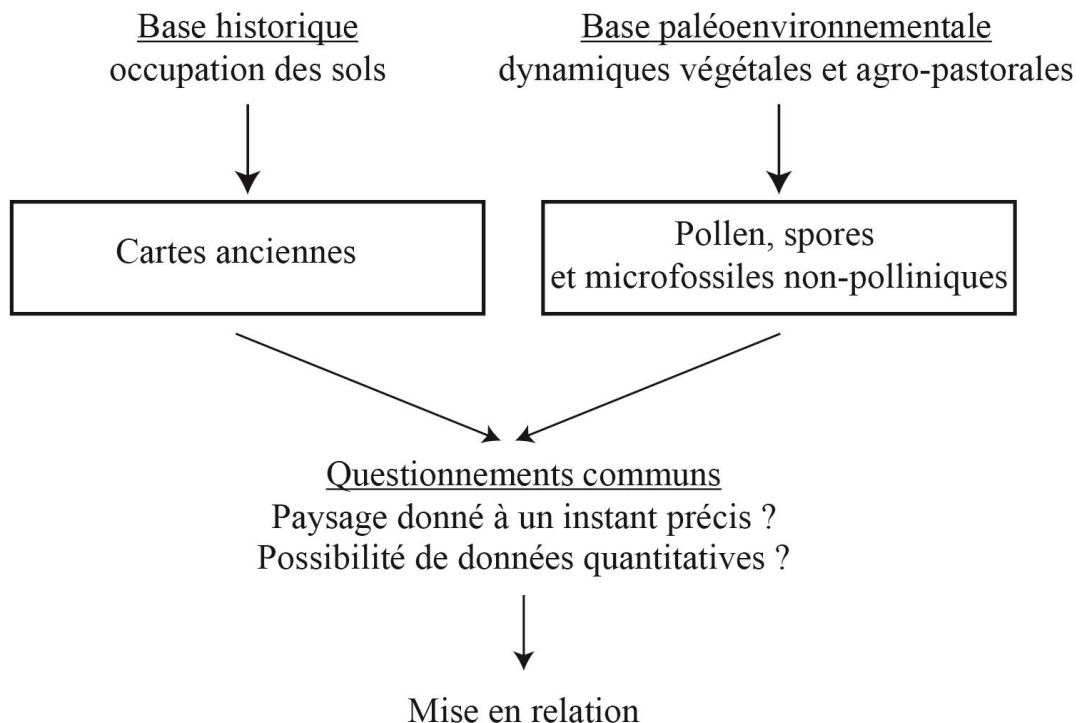 Base historique
occupation des sols
Base paléoenvironnementale
dynamiques végétales et agro-pastorales
Cartes anciennes
Pollen, spores
et microfossiles non-polliniques
Questionnements communs
Paysage donné à un instant précis ?
Possibilité de données quantitatives ?
Mise en relation